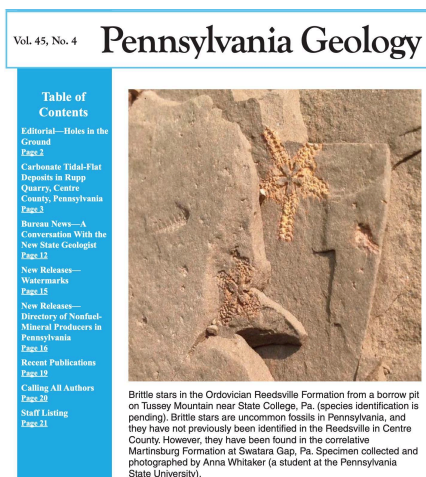 Vol. 45, No. 4
Pennsylvania Geology
Table of
Contents
Editorial—Holes in the
Ground
Page 2
Carbonate Tidal-Flat
Deposits in Rupp
Quarry, Centre
County, Pennsylvania
Page 3
Bureau News—A
Conversation With the
New State Geologist
Page 12
New Releases—
Watermarks
Page 15
New Releases—
Directory of Nonfuel-
Mineral Producers in
Pennsylvania
Page 16
Recent Publications
Page 19
Calling All Authors
Page 20
Staff Listing
Page 21
Brittle stars in the Ordovician Reedsville Formation from a borrow pit
on Tussey Mountain near State College, Pa. (species identification is
pending). Brittle stars are uncommon fossils in Pennsylvania, and
they have not previously been identified in the Reedsville in Centre
County. However, they have been found in the correlative
Martinsburg Formation at Swatara Gap, Pa. Specimen collected and
photographed by Anna Whitaker (a student at the Pennsylvania
State University).